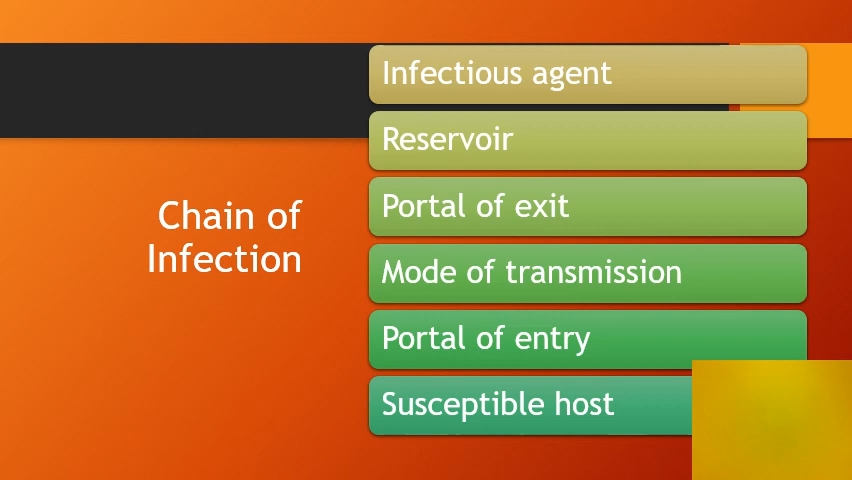 Chain of
Infection
Infectious agent
Reservoir
Portal of exit
Mode of transmission
Portal of entry
Susceptible host